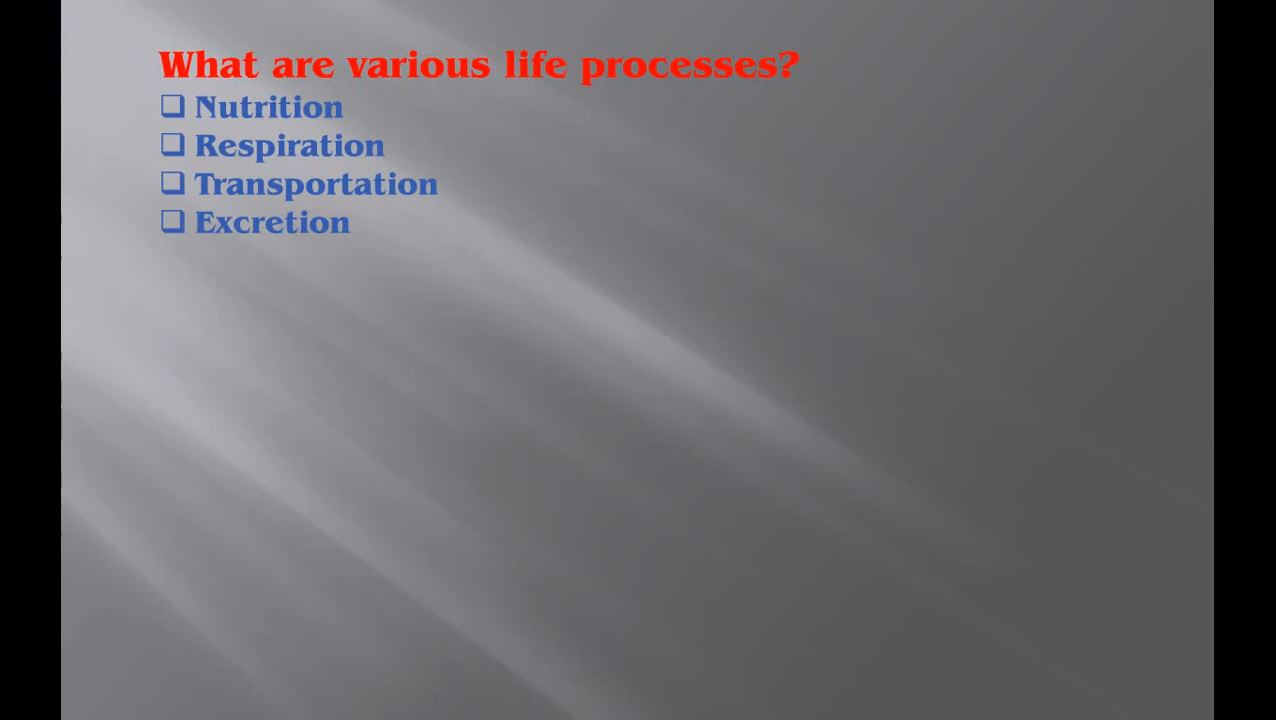 What are various life processes?
❑ Nutrition
❑ Respiration
❑ Transportation
❑ Excretion